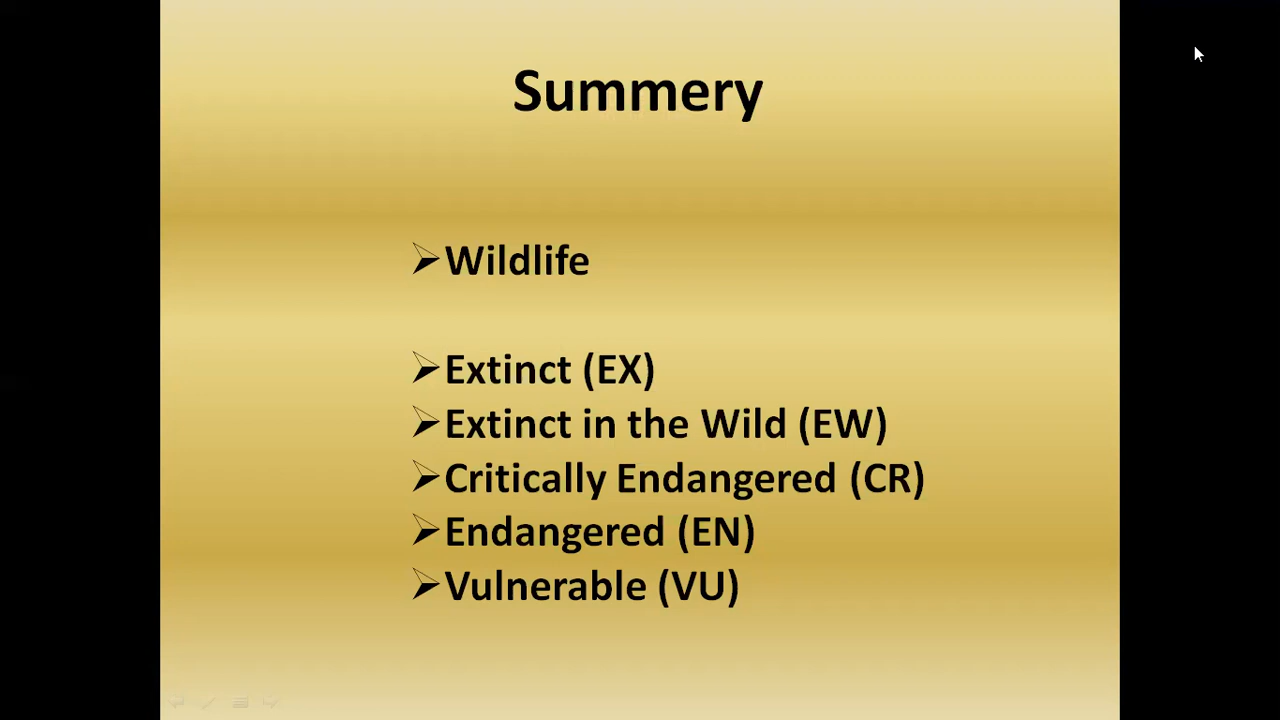 Summery
➢Wildlife
➢Extinct (EX)
➢Extinct in the Wild (EW)
➢Critically Endangered (CR)
➢Endangered (EN)
➢Vulnerable (VU)